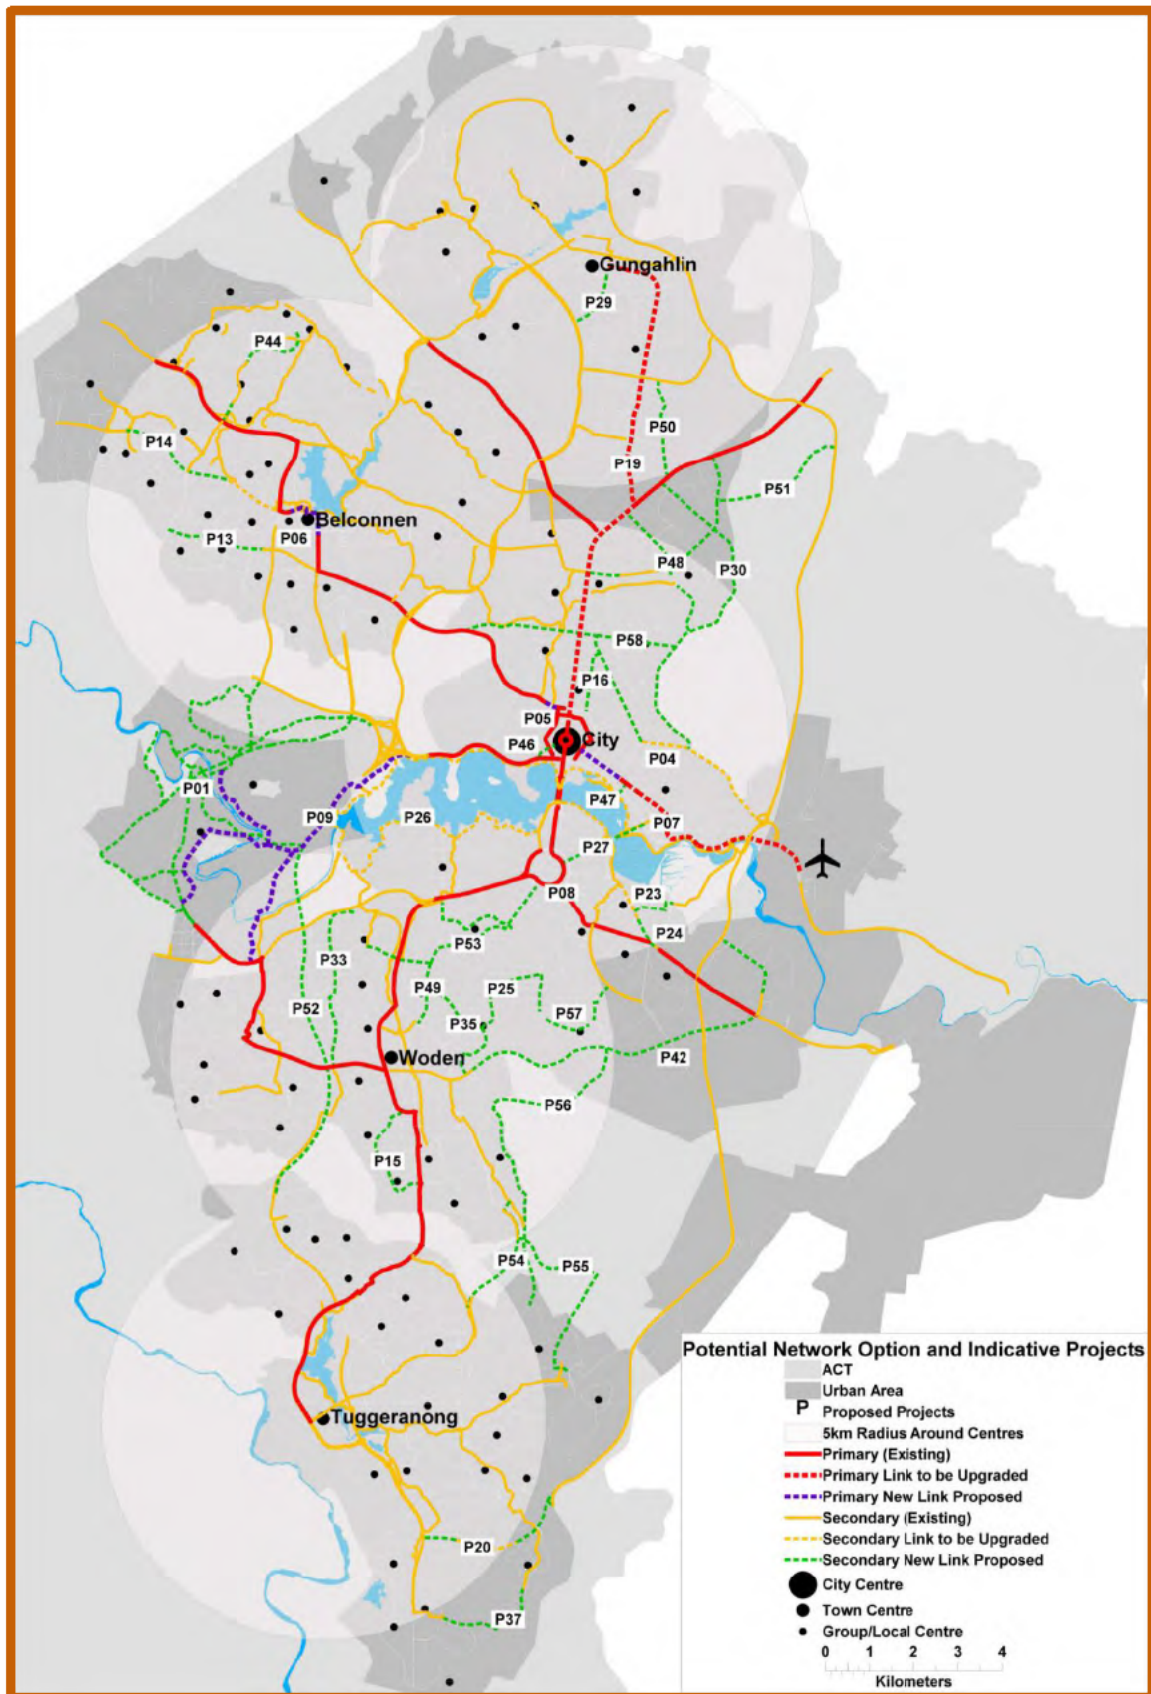 Gungahlin
P29
P44
P14
P50
P19
P51
Belconnen
P06
P13
P48
P30
P58
P16
P05
City
P46
P04
P01
P47
P09
P26
P07
P27
P08
P23
P24
P53
P33
P49
P25
P52
P35
P57
Woden
P42
P56
P15
P54
P55
Tuggeranong
P20
P37
Potential Network Option and Indicative Projects
ACT
Urban Area
P Proposed Projects
5km Radius Around Centres
Primary (Existing)
Primary Link to be Upgraded
Primary New Link Proposed
Secondary (Existing)
Secondary Link to be Upgraded
Secondary New Link Proposed
City Centre
Town Centre
Group/Local Centre
0 1 2 3 4
Kilometers